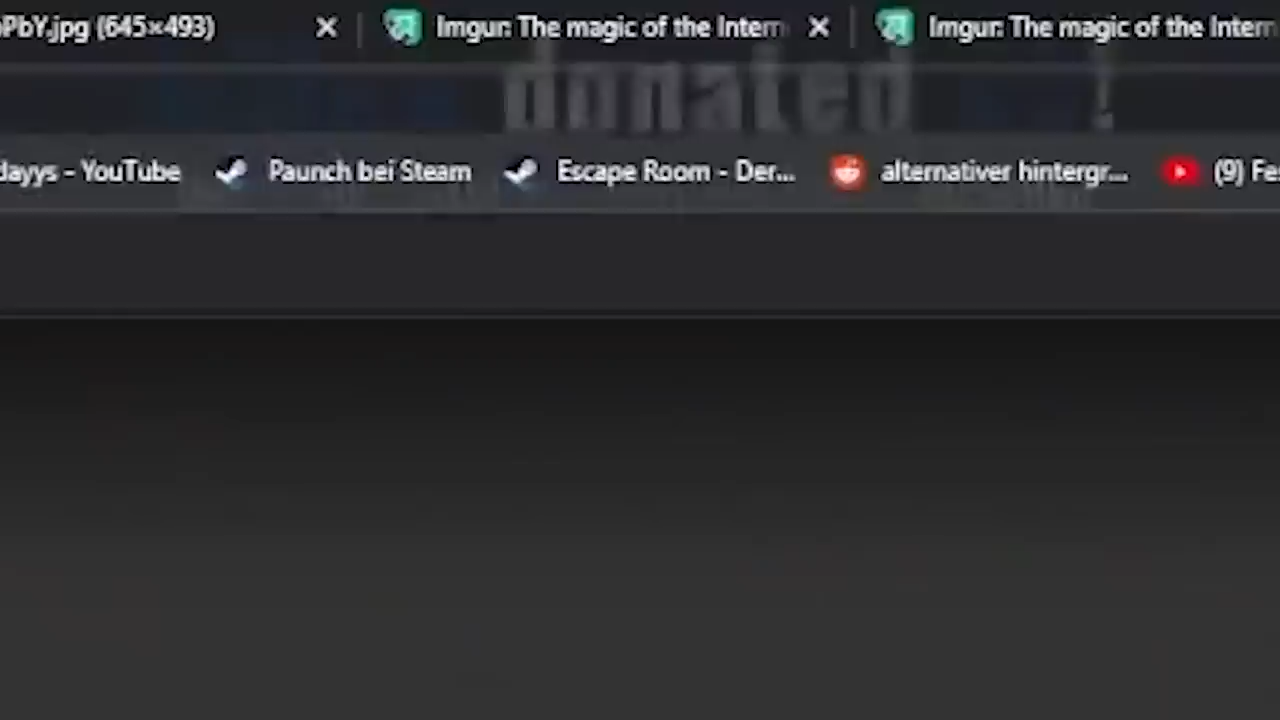 PbY.jpg (645×493) Imgur: The magic of the Intern Imgur: The magic of the Intern
donated !
dayys - YouTube Paunch bei Steam Escape Room - Der... alternativer hintergr... (9) Fe